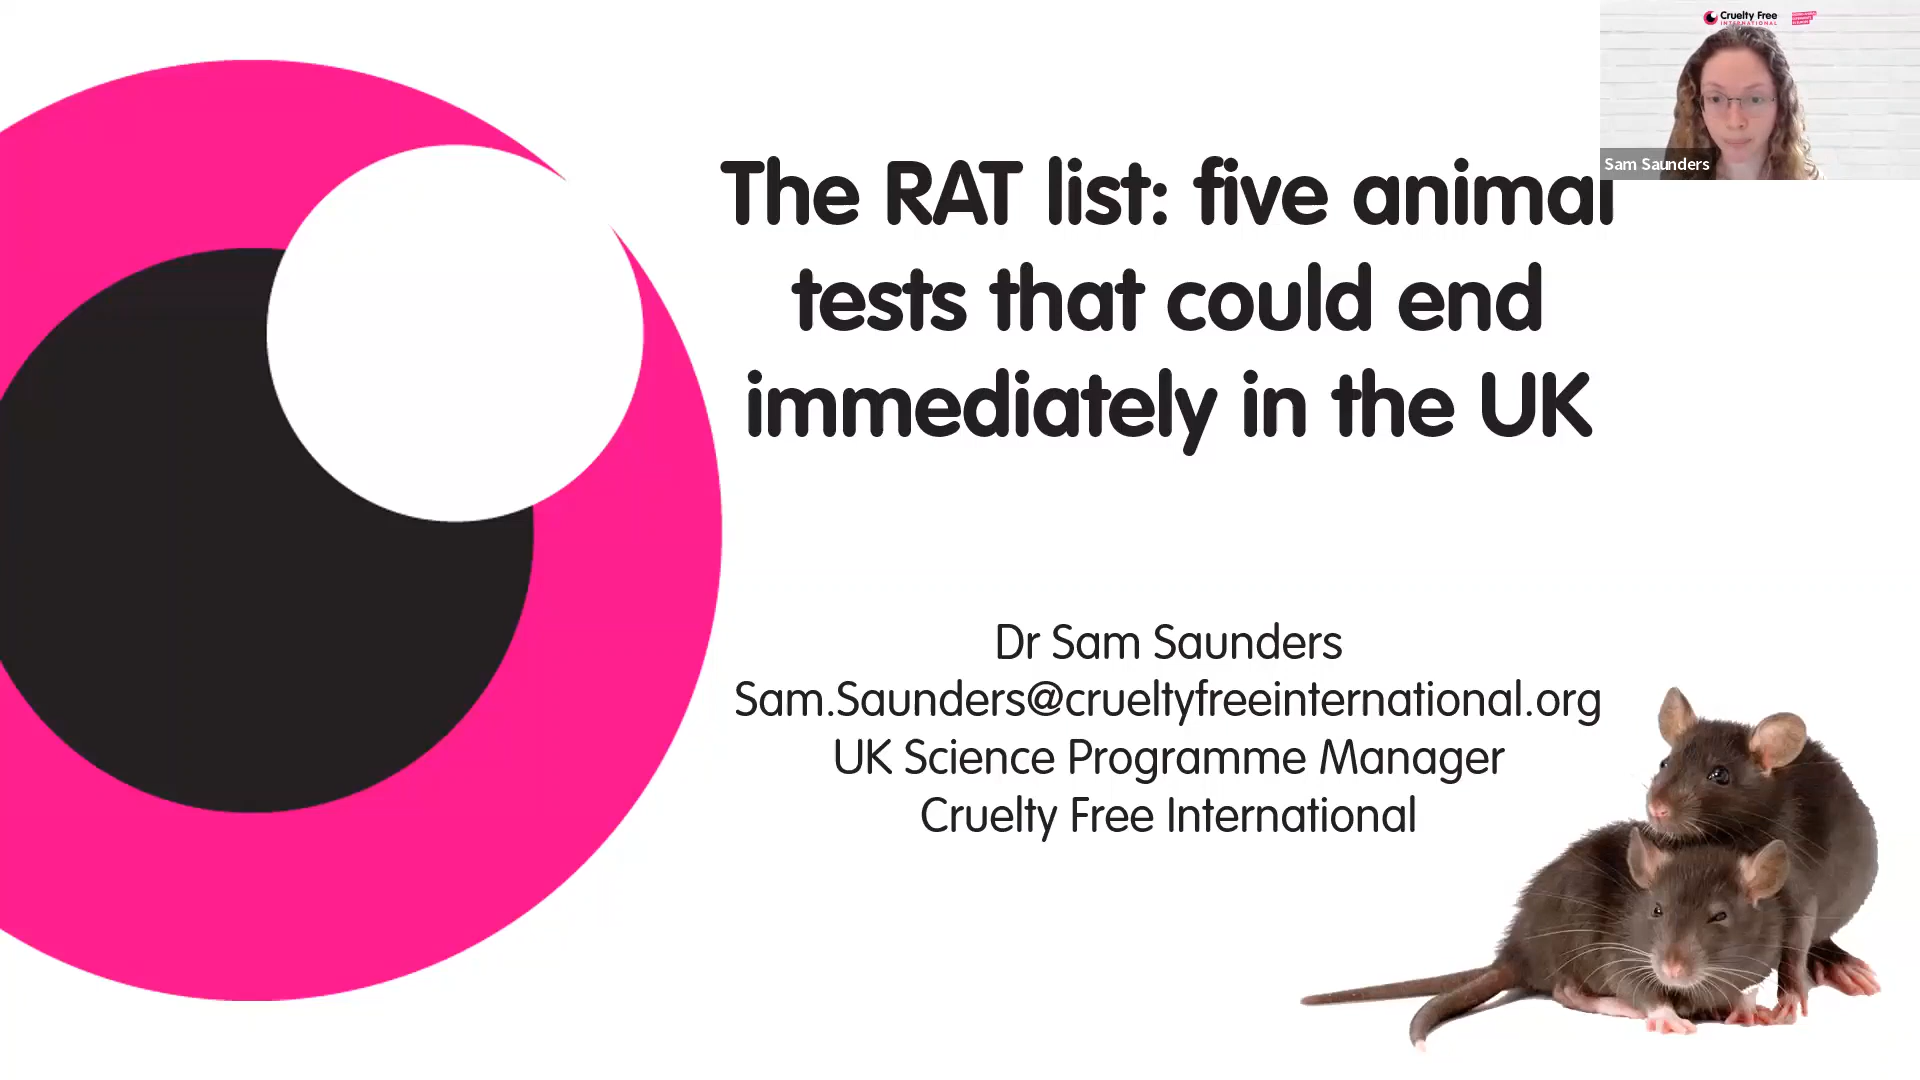 Cruelty Free
INTERNATIONAL
Sam Saunders
The RAT list: five animal
tests that could end
immediately in the UK
Dr Sam Saunders
Sam.Saunders@crueltyfreeinternational.org
UK Science Programme Manager
Cruelty Free International